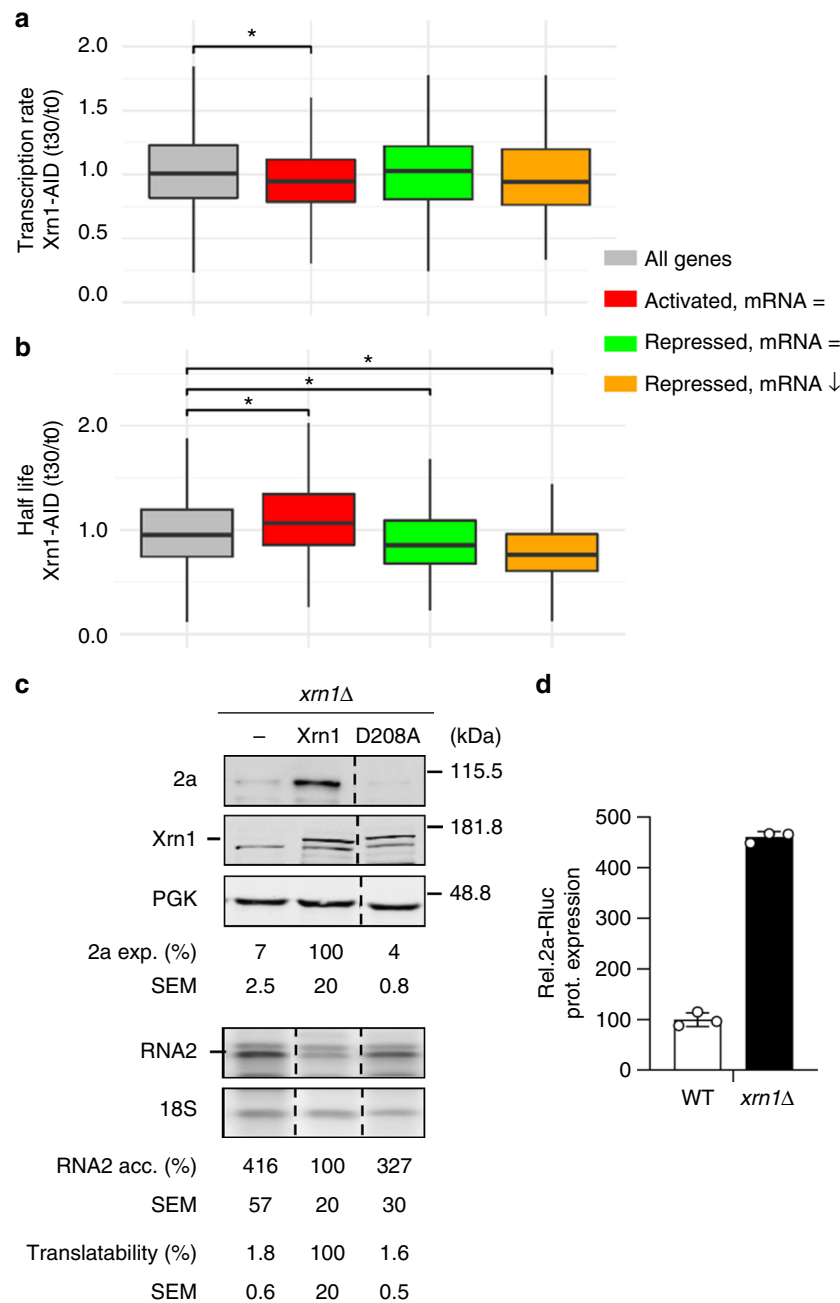 a
Transcription rate
Xrn1-AID (t30/t0)
2.0
1.5
1.0
0.5
0.0
*
All genes
Activated, mRNA =
Repressed, mRNA =
Repressed, mRNA ↓
b
Half life
Xrn1-AID (t30/t0)
2.0
1.0
0.0
*
*
*
c
xrn1Δ
– Xrn1 D208A (kDa)
2a 115.5
Xrn1 181.8
PGK 48.8
2a exp. (%) 7 100 4
SEM 2.5 20 0.8
RNA2
18S
RNA2 acc. (%) 416 100 327
SEM 57 20 30
Translatability (%) 1.8 100 1.6
SEM 0.6 20 0.5
d
Rel.2a-Rluc
prot. expression
500
400
300
200
100
0
WT xrn1Δ